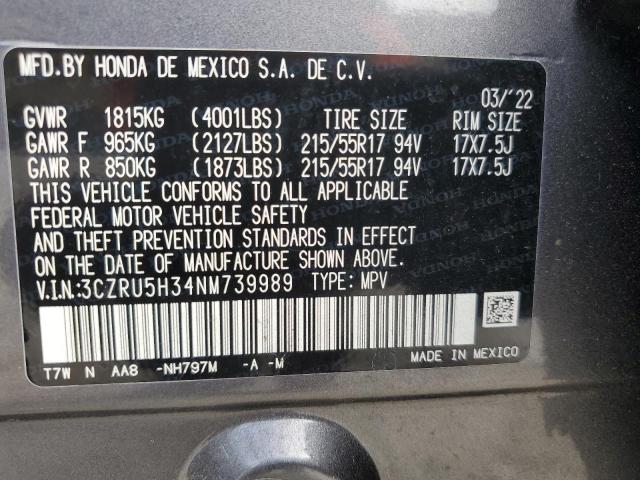 MFD.BY HONDA DE MEXICO S.A. DE C.V.
03/'22
GVWR 1815KG (4001LBS) TIRE SIZE RIM SIZE
GAWR F 965KG (2127LBS) 215/55R17 94V 17X7.5J
GAWR R 850KG (1873LBS) 215/55R17 94V 17X7.5J
THIS VEHICLE CONFORMS TO ALL APPLICABLE
FEDERAL MOTOR VEHICLE SAFETY
AND THEFT PREVENTION STANDARDS IN EFFECT
ON THE DATE OF MANUFACTURE SHOWN ABOVE.
V.I.N:3CZRU5H34NM739989 TYPE: MPV
MADE IN MEXICO
T7W N AA8 -NH797M -A -M